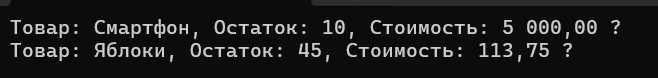 Товар: Смартфон, Остаток: 10, Стоимость: 5 000,00 ?
Товар: Яблоки, Остаток: 45, Стоимость: 113,75 ?